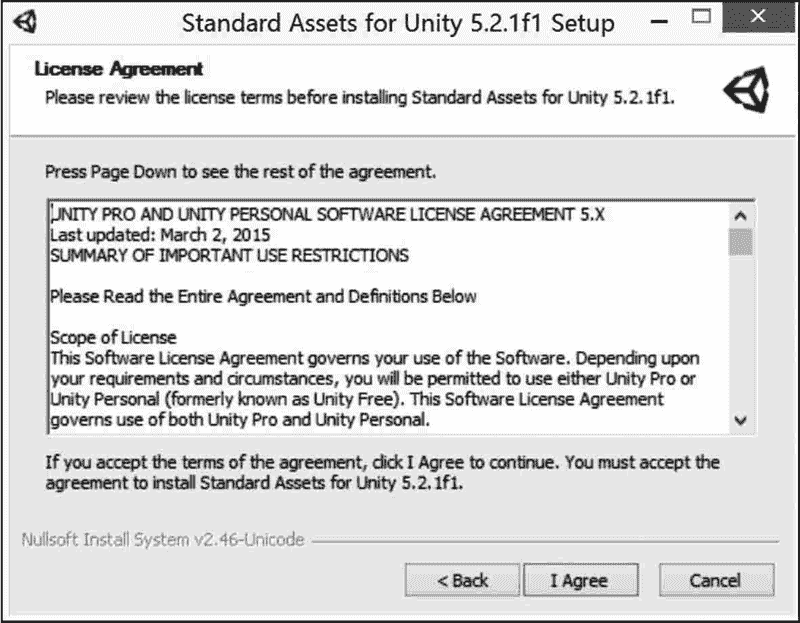 Standard Assets for Unity 5.2.1f1 Setup
License Agreement
Please review the license terms before installing Standard Assets for Unity 5.2.1f1.
Press Page Down to see the rest of the agreement.
UNITY PRO AND UNITY PERSONAL SOFTWARE LICENSE AGREEMENT 5.X
Last updated: March 2, 2015
SUMMARY OF IMPORTANT USE RESTRICTIONS
Please Read the Entire Agreement and Definitions Below
Scope of License
This Software License Agreement governs your use of the Software. Depending upon
your requirements and circumstances, you will be permitted to use either Unity Pro or
Unity Personal (formerly known as Unity Free). This Software License Agreement
governs use of both Unity Pro and Unity Personal.
If you accept the terms of the agreement, click I Agree to continue. You must accept the
agreement to install Standard Assets for Unity 5.2.1f1.
Nullsoft Install System v2.46-Unicode
< Back I Agree Cancel